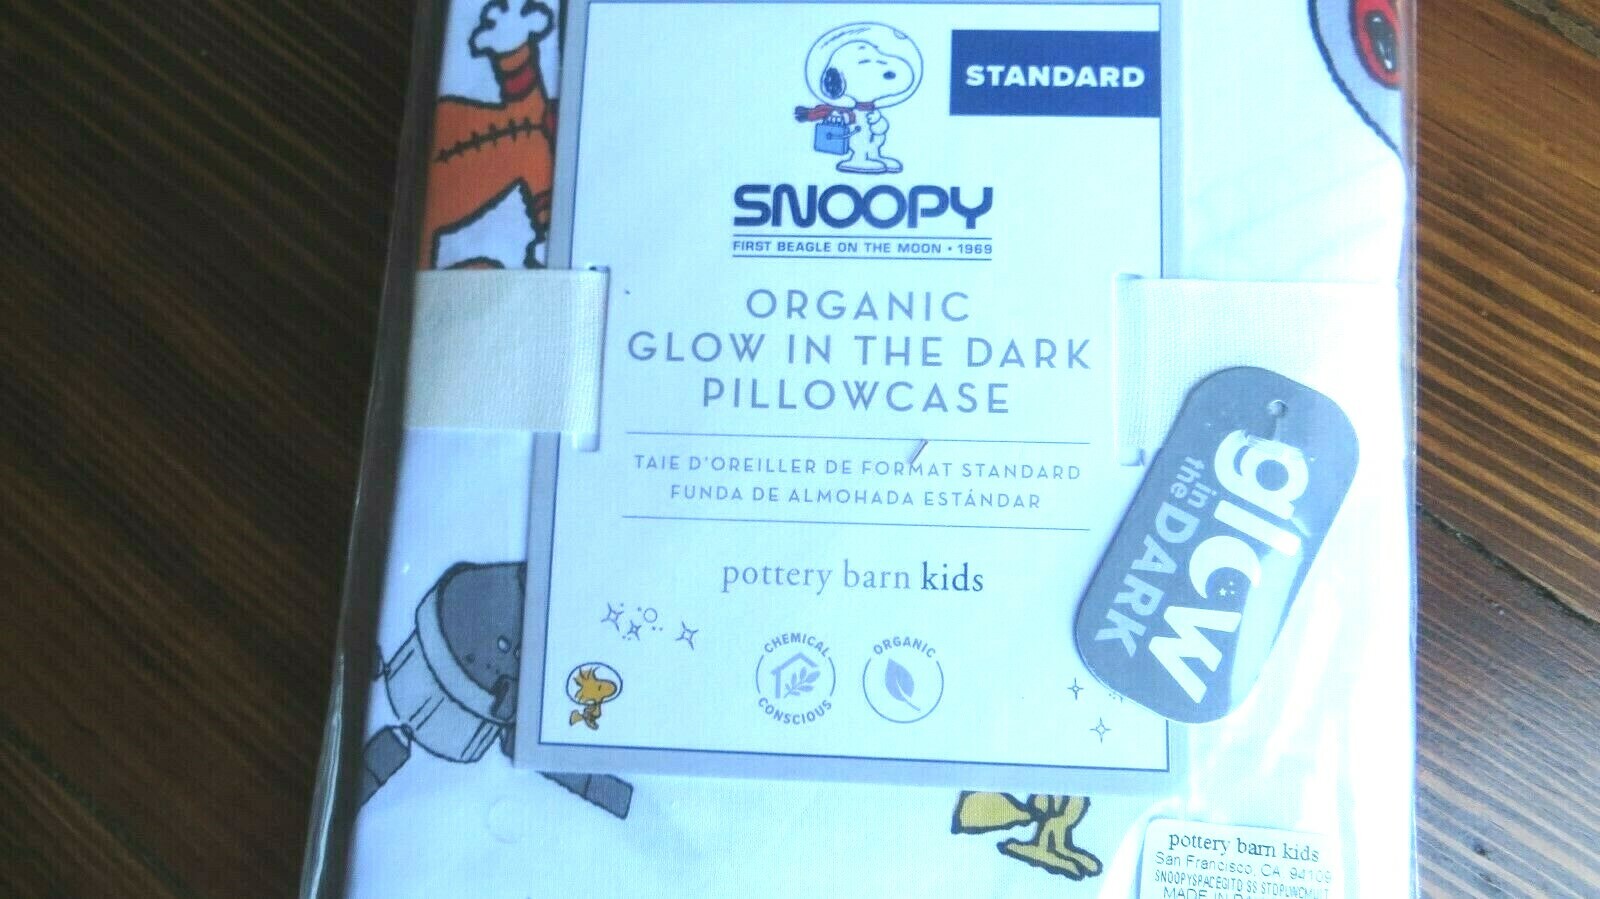 STANDARD
SNOOPY
FIRST BEAGLE ON THE MOON • 1969
ORGANIC
GLOW IN THE DARK
PILLOWCASE
TAIE D'OREILLER DE FORMAT STANDARD
FUNDA DE ALMOHADA ESTÁNDAR
pottery barn kids
CHEMICAL
CONSCIOUS
ORGANIC
glow
in
the
DARK
pottery barn kids
San Francisco, CA 94109
MADE IN